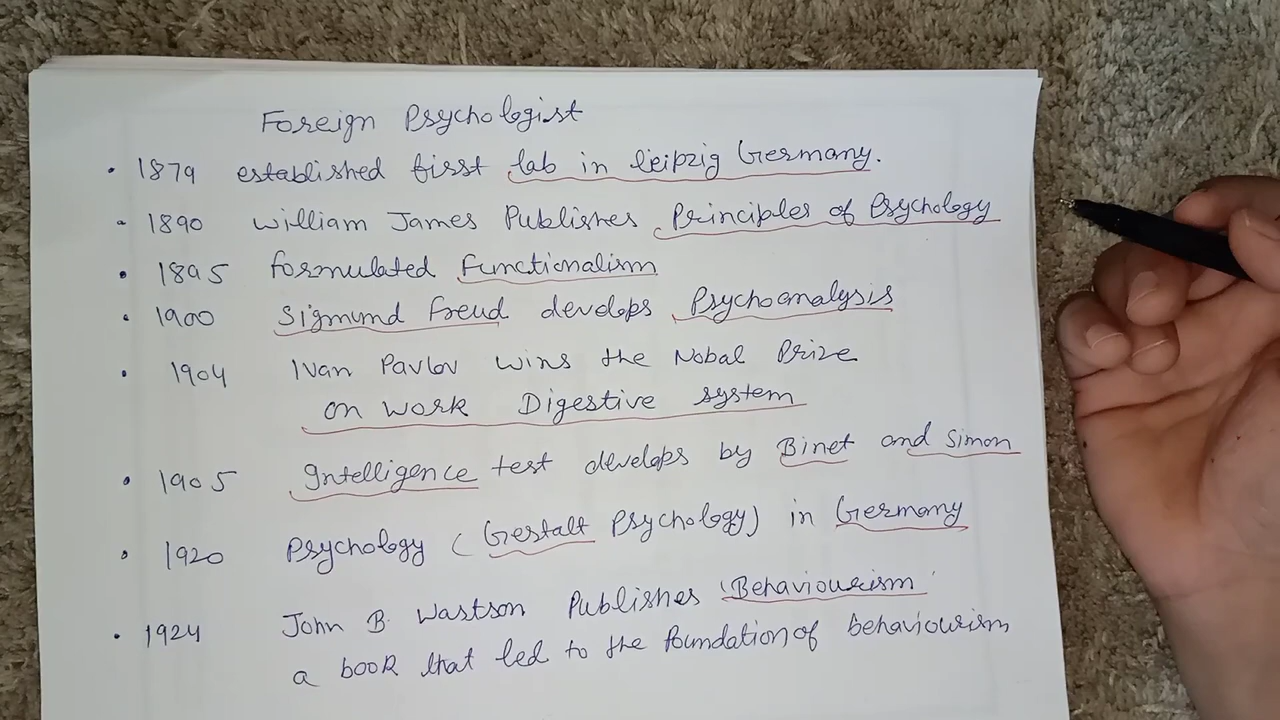 Foreign Psychologist
• 1879 established first lab in leipzig Germany.
• 1890 William James Publishes Principles of Psychology
• 1895 formulated Functionalism
• 1900 Sigmund Freud develops Psychoanalysis
• 1904 Ivan Pavlov wins the Nobal Prize
on work Digestive system
• 1905 Intelligence test develops by Binet and Simon
• 1920 Psychology (Gestalt Psychology) in Germany
• 1924 John B. Wastson Publishes 'Behaviourism'
a book that led to the foundation of behaviourism